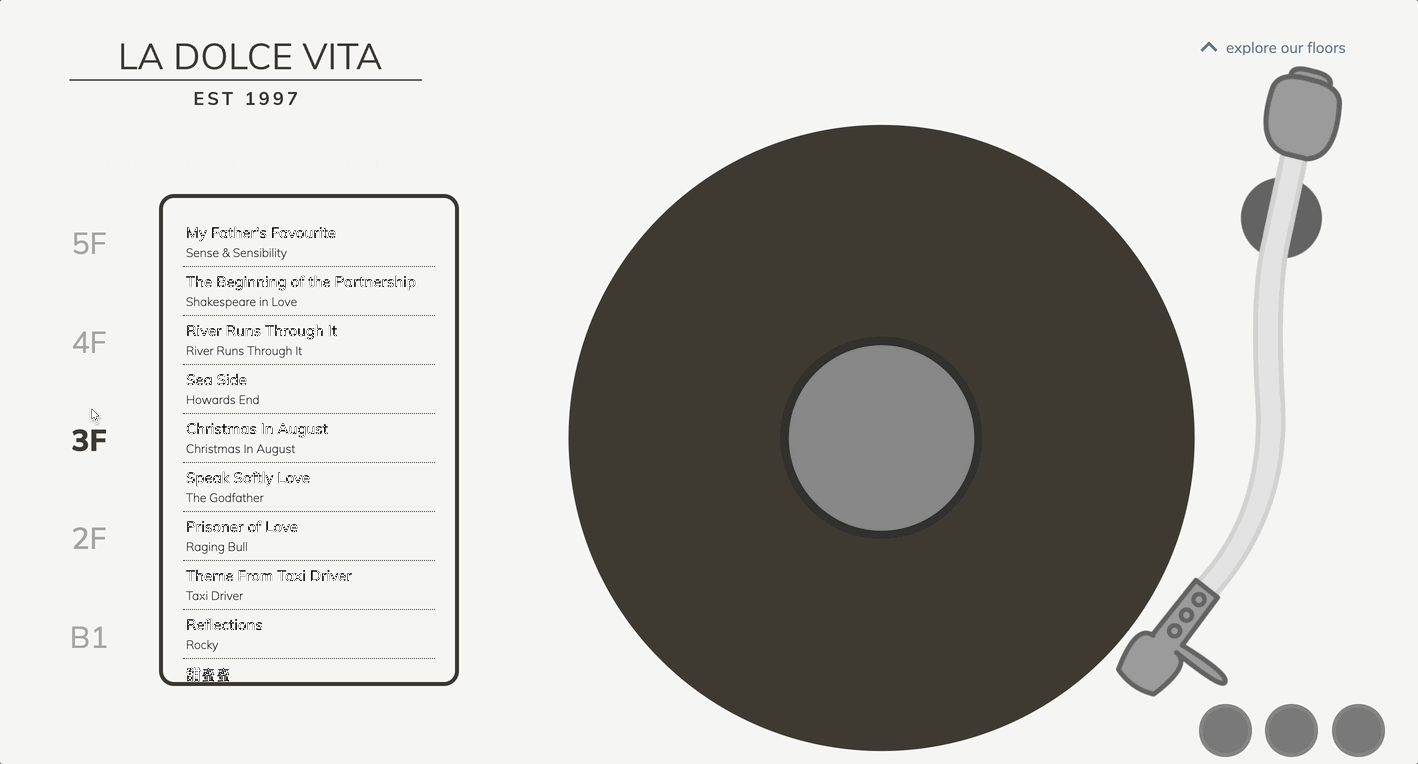 LA DOLCE VITA
EST 1997
explore our floors
5F
4F
3F
2F
B1
My Father's Favourite
Sense & Sensibility
The Beginning of the Partnership
Shakespeare in Love
River Runs Through It
River Runs Through It
Sea Side
Howards End
Christmas In August
Christmas In August
Speak Softly Love
The Godfather
Prisoner of Love
Raging Bull
Theme From Taxi Driver
Taxi Driver
Reflections
Rocky
甜蜜蜜